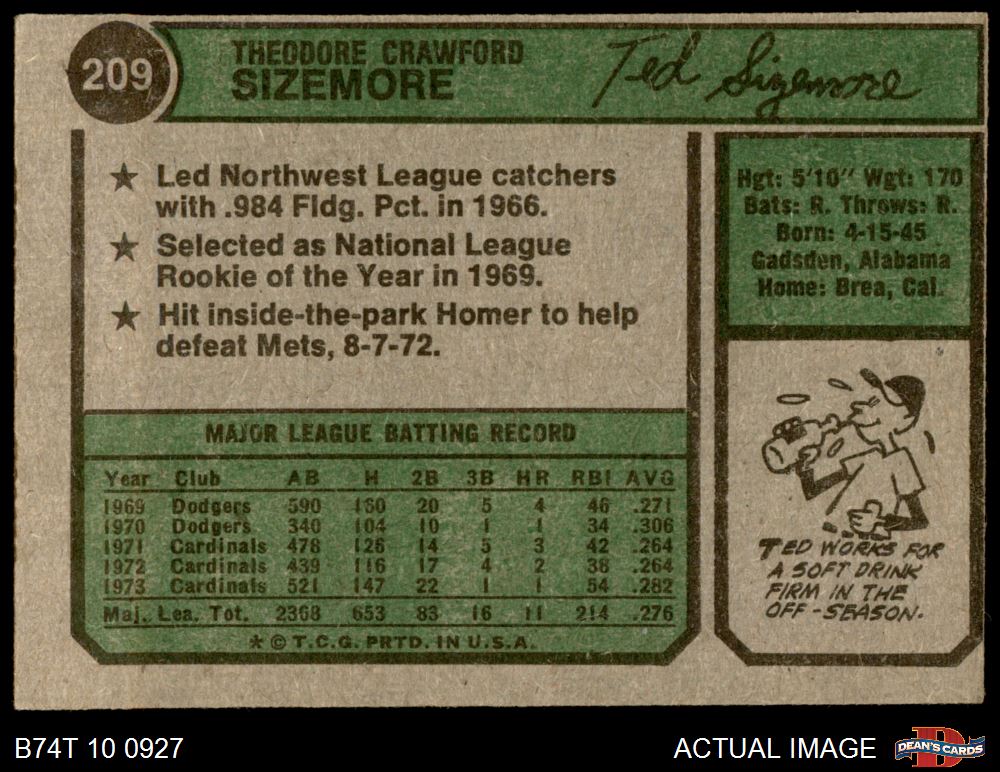 209
THEODORE CRAWFORD
SIZEMORE
Ted Sizemore
★ Led Northwest League catchers
with .984 Fldg. Pct. in 1966.
★ Selected as National League
Rookie of the Year in 1969.
★ Hit inside-the-park Homer to help
defeat Mets, 8-7-72.
Hgt: 5'10" Wgt: 170
Bats: R. Throws: R.
Born: 4-15-45
Gadsden, Alabama
Home: Brea, Cal.
MAJOR LEAGUE BATTING RECORD
Year Club AB H 2B 3B HR RBI AVG
1969 Dodgers 590 160 20 5 4 46 .271
1970 Dodgers 340 104 10 1 1 34 .306
1971 Cardinals 478 126 14 5 3 42 .264
1972 Cardinals 439 116 17 4 2 38 .264
1973 Cardinals 521 147 22 1 1 54 .282
Maj. Lea. Tot. 2368 653 83 16 11 214 .276
* © T.C.G. PRTD. IN U.S.A.
TED WORKS FOR
A SOFT DRINK
FIRM IN THE
OFF-SEASON.
B74T 10 0927
ACTUAL IMAGE
D
DEAN'S CARDS